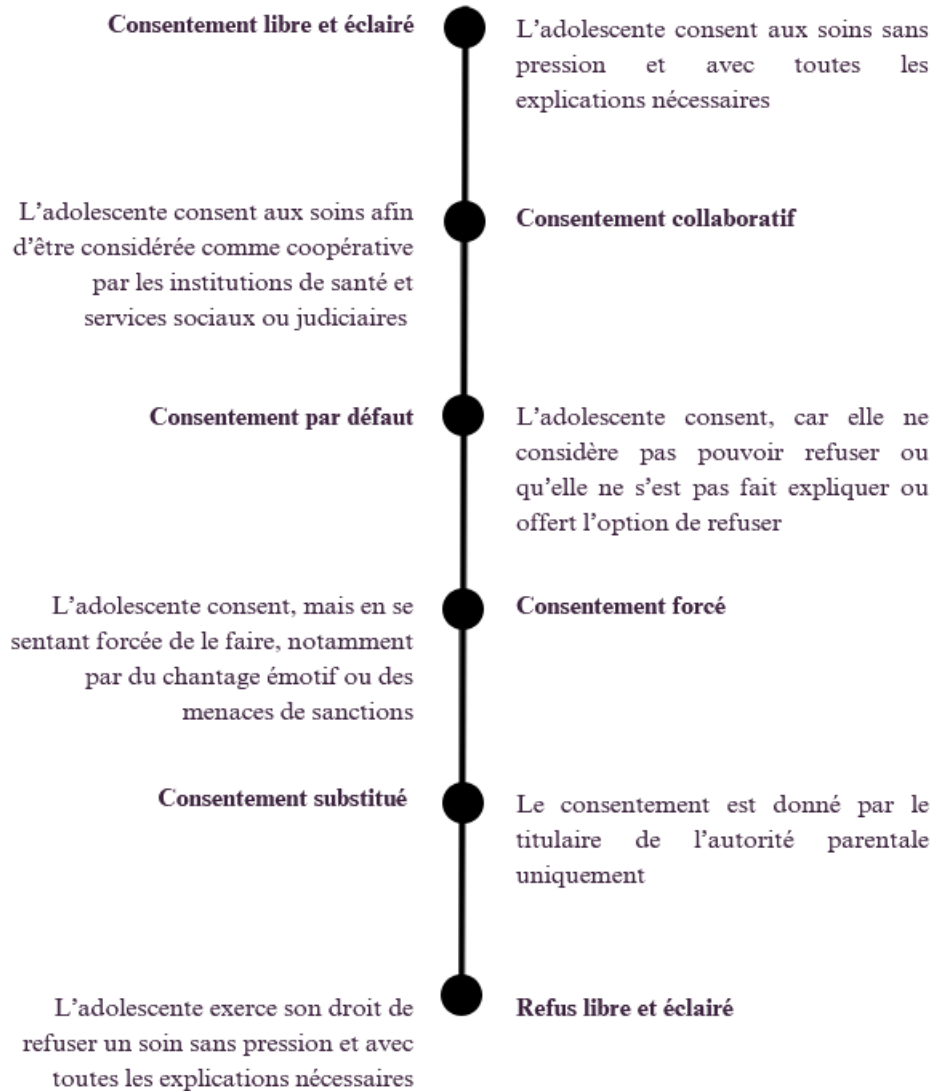 Consentement libre et éclairé
L’adolescente consent aux soins sans
pression et avec toutes les
explications nécessaires
Consentement collaboratif
L’adolescente consent aux soins afin
d’être considérée comme coopérative
par les institutions de santé et
services sociaux ou judiciaires
Consentement par défaut
L’adolescente consent, car elle ne
considère pas pouvoir refuser ou
qu’elle ne s’est pas fait expliquer ou
offert l’option de refuser
Consentement forcé
L’adolescente consent, mais en se
sentant forcée de le faire, notamment
par du chantage émotif ou des
menaces de sanctions
Consentement substitué
Le consentement est donné par le
titulaire de l’autorité parentale
uniquement
Refus libre et éclairé
L’adolescente exerce son droit de
refuser un soin sans pression et avec
toutes les explications nécessaires